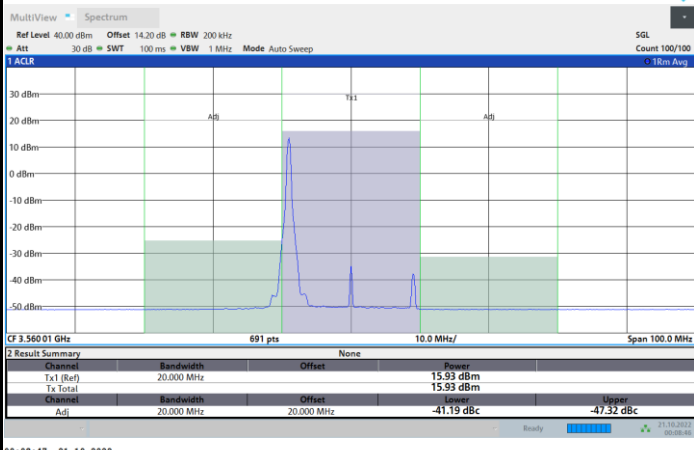 MultiView Spectrum
Ref Level 40.00 dBm Offset 14.20 dB RBW 200 kHz SGL
Att 30 dB SWT 100 ms VBW 1 MHz Mode Auto Sweep Count 100/100
1 ACLR 1Rm Avg
30 dBm
Tx1
20 dBm Adj Adj
10 dBm
0 dBm
-10 dBm
-20 dBm
-30 dBm
-40 dBm
-50 dBm
CF 3.56001 GHz 691 pts 10.0 MHz/ Span 100.0 MHz
2 Result Summary None
Channel Bandwidth Offset Power
Tx1 (Ref) 20.000 MHz 15.93 dBm
Tx Total 15.93 dBm
Channel Bandwidth Offset Lower Upper
Adj 20.000 MHz 20.000 MHz -41.19 dBc -47.32 dBc
Ready 21.10.2022
00:08:46